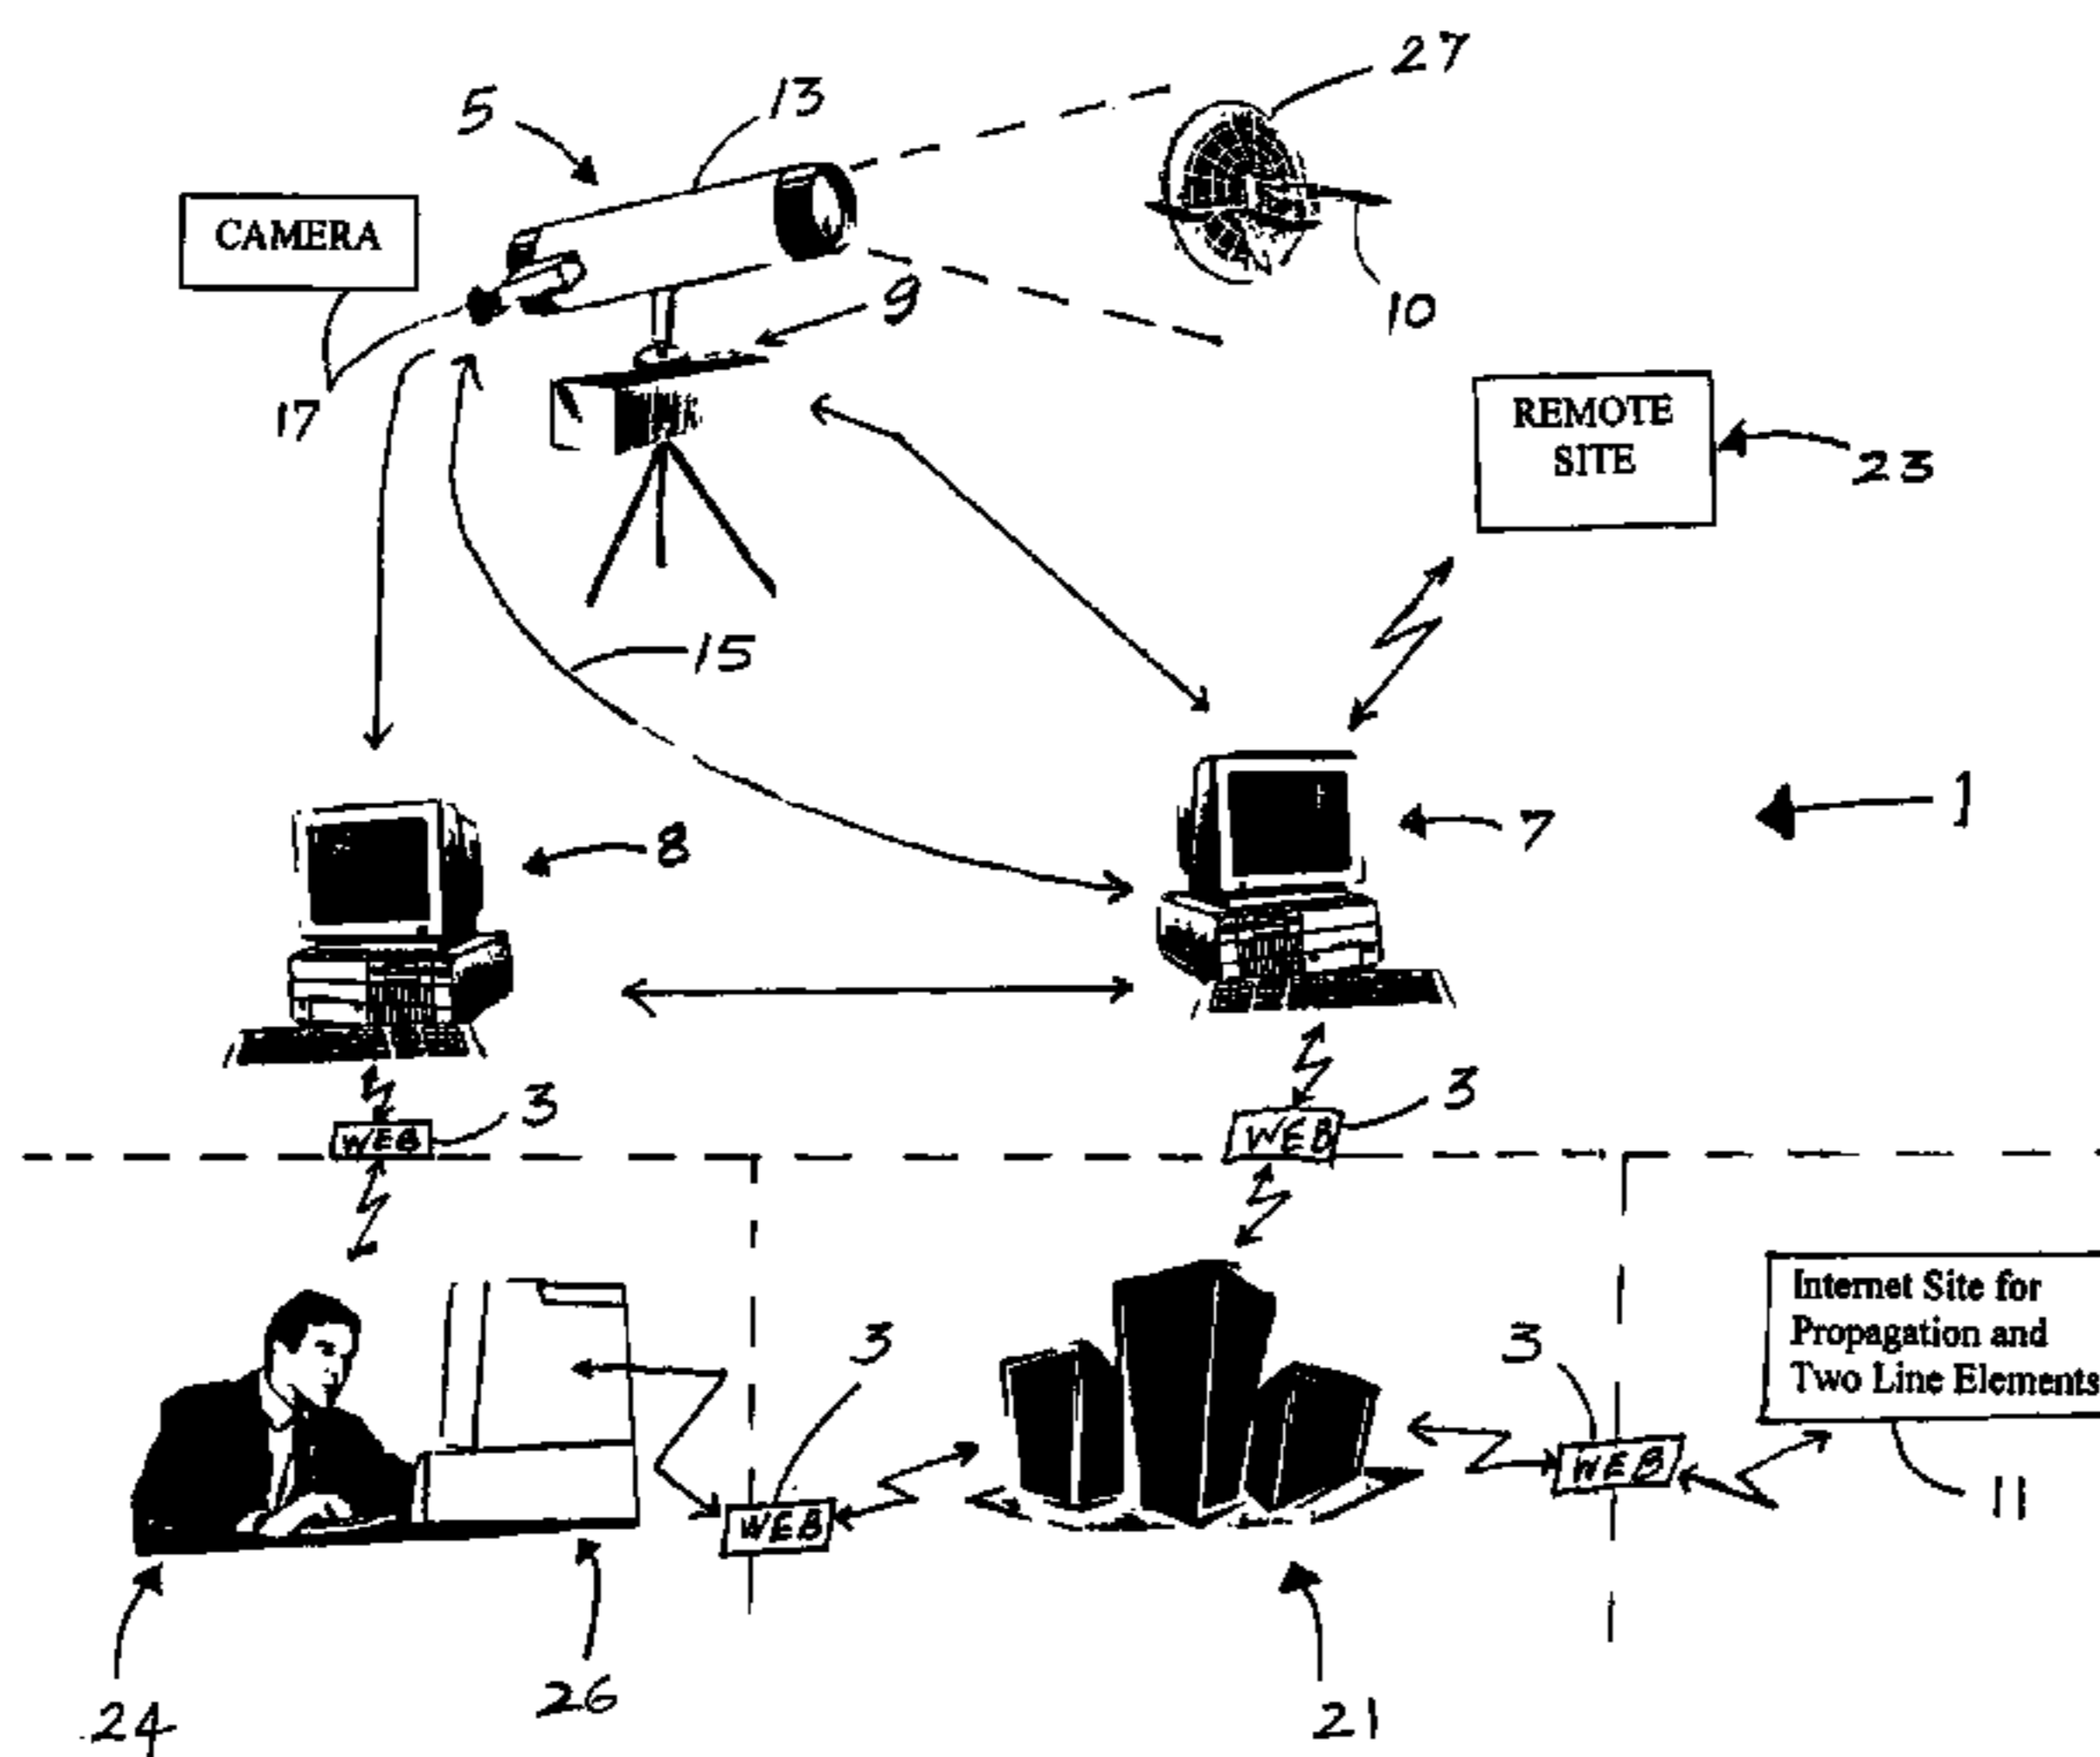 27
13
5
CAMERA
9
10
17
REMOTE
SITE
23
15
1
7
8
3
3
WEB
WEB
Internet Site for
Propagation and
Two Line Elements
3
3
WEB
WEB
11
24
26
21